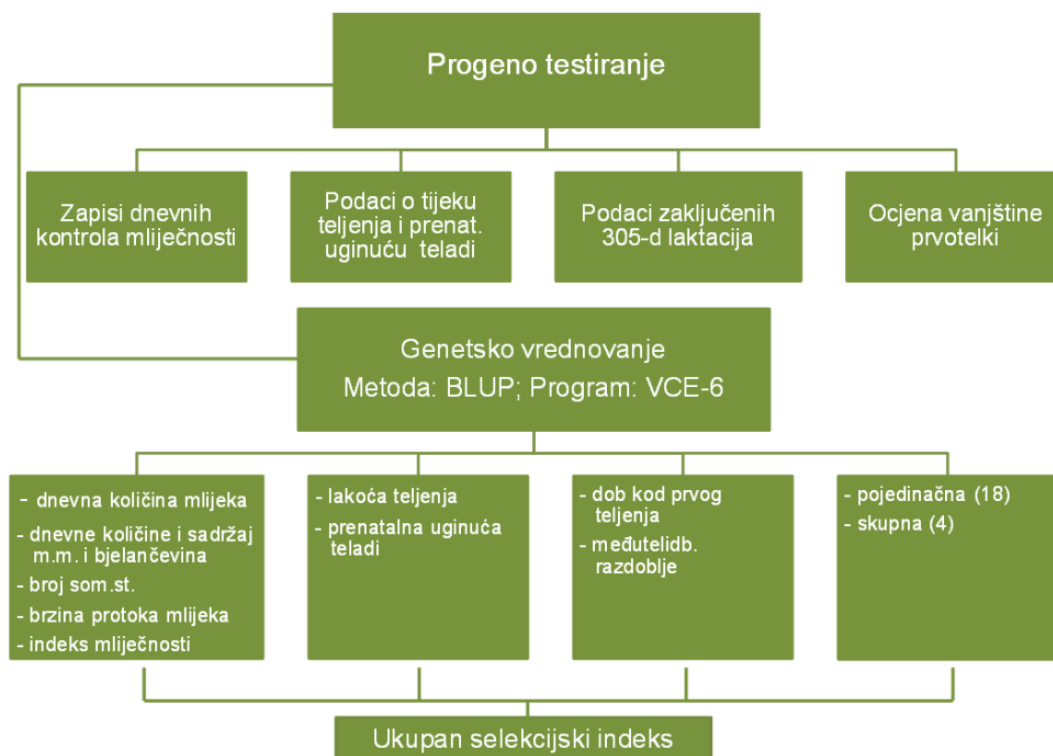 Progeno testiranje
Zapisi dnevnih
kontrola mliječnosti
Podaci o tijeku
teljenja i prenat.
uginuću teladi
Podaci zaključenih
305-d laktacija
Ocjena vanjštine
prvotelki
Genetsko vrednovanje
Metoda: BLUP; Program: VCE-6
- dnevna količina mlijeka
- dnevne količine i sadržaj
m.m. i bjelančevina
- broj som.st.
- brzina protoka mlijeka
- indeks mliječnosti
- lakoća teljenja
- prenatalna uginuća
teladi
- dob kod prvog
teljenja
- međutelidb.
razdoblje
- pojedinačna (18)
- skupna (4)
Ukupan selekcijski indeks